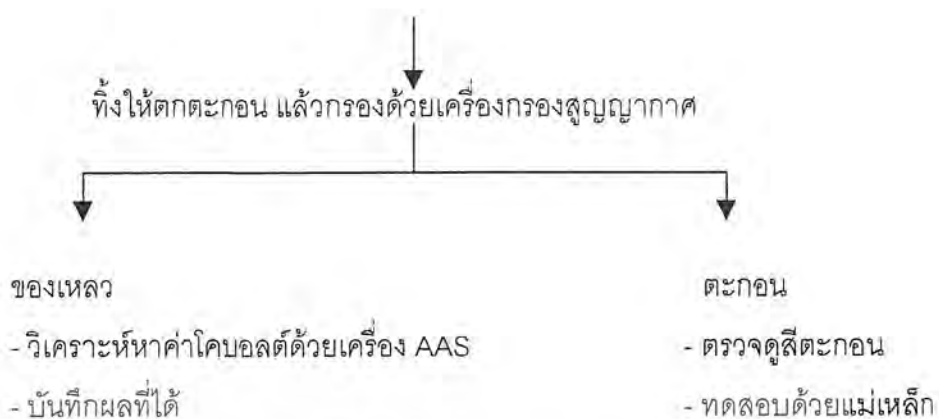 ทิ้งให้ตกตะกอน แล้วกรองด้วยเครื่องกรองสูญญากาศ
ของเหลว
- วิเคราะห์หาค่าโคบอลต์ด้วยเครื่อง AAS
- บันทึกผลที่ได้
ตะกอน
- ตรวจดูสีตะกอน
- ทดสอบด้วยแม่เหล็ก